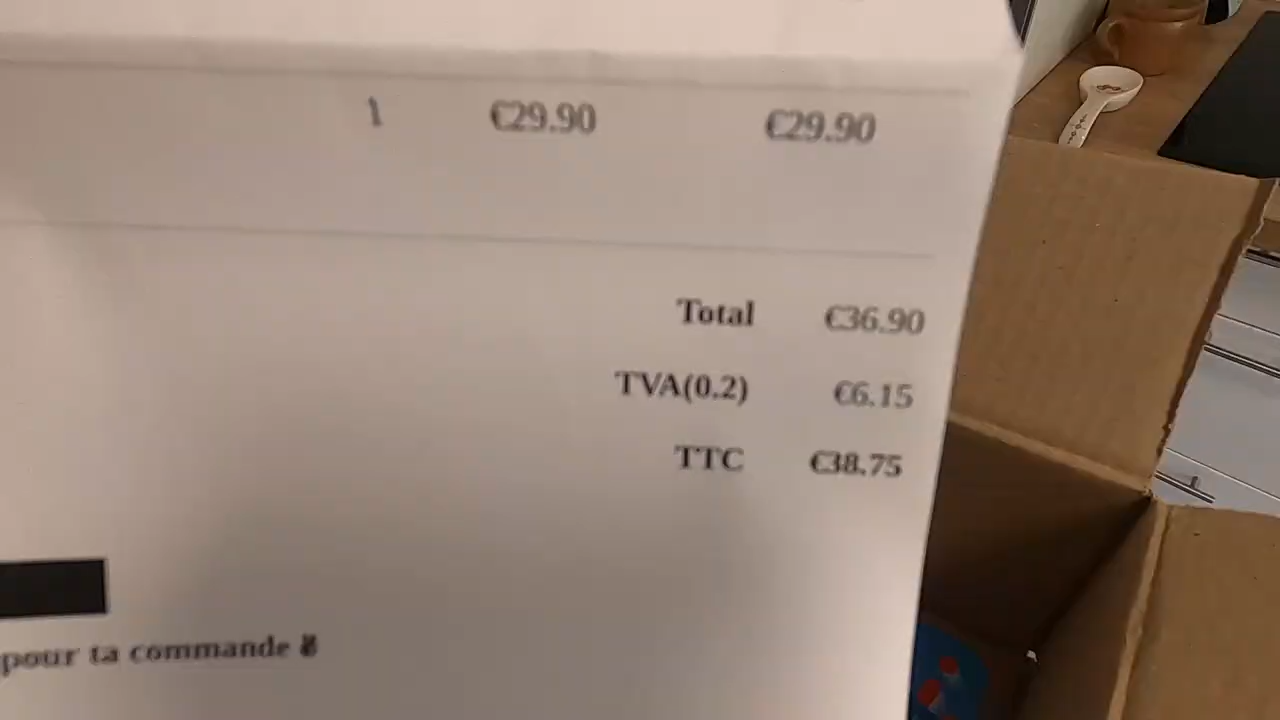 1 €29.90 €29.90
Total €36.90
TVA(0.2) €6.15
TTC €38.75
pour ta commande